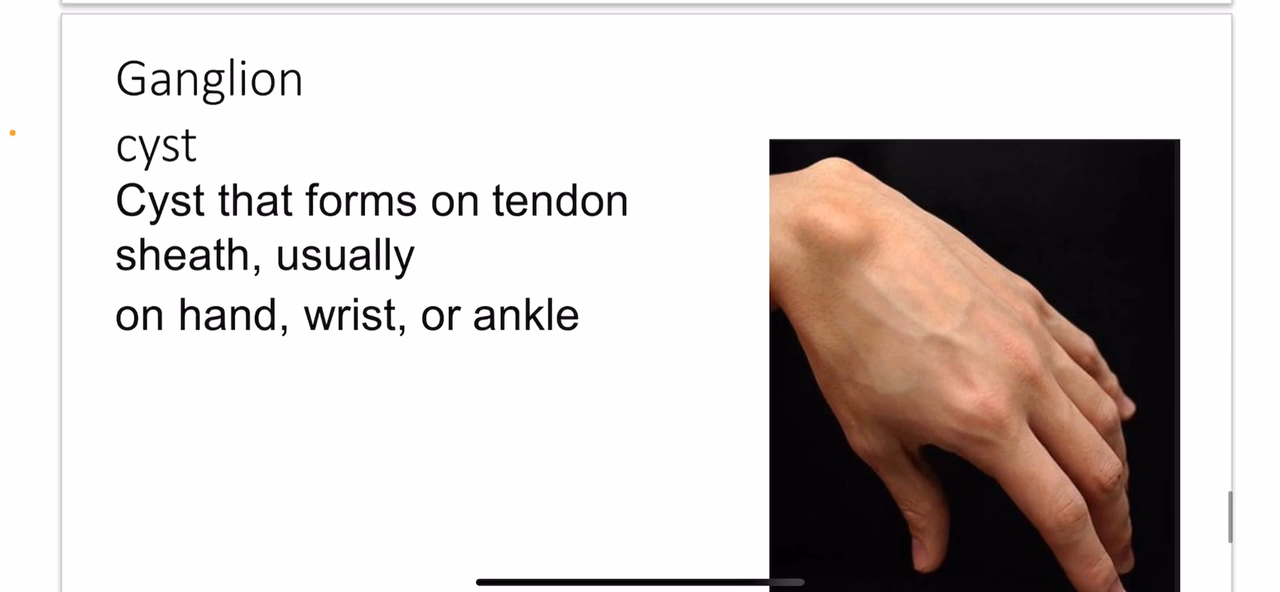 Ganglion
cyst
Cyst that forms on tendon
sheath, usually
on hand, wrist, or ankle